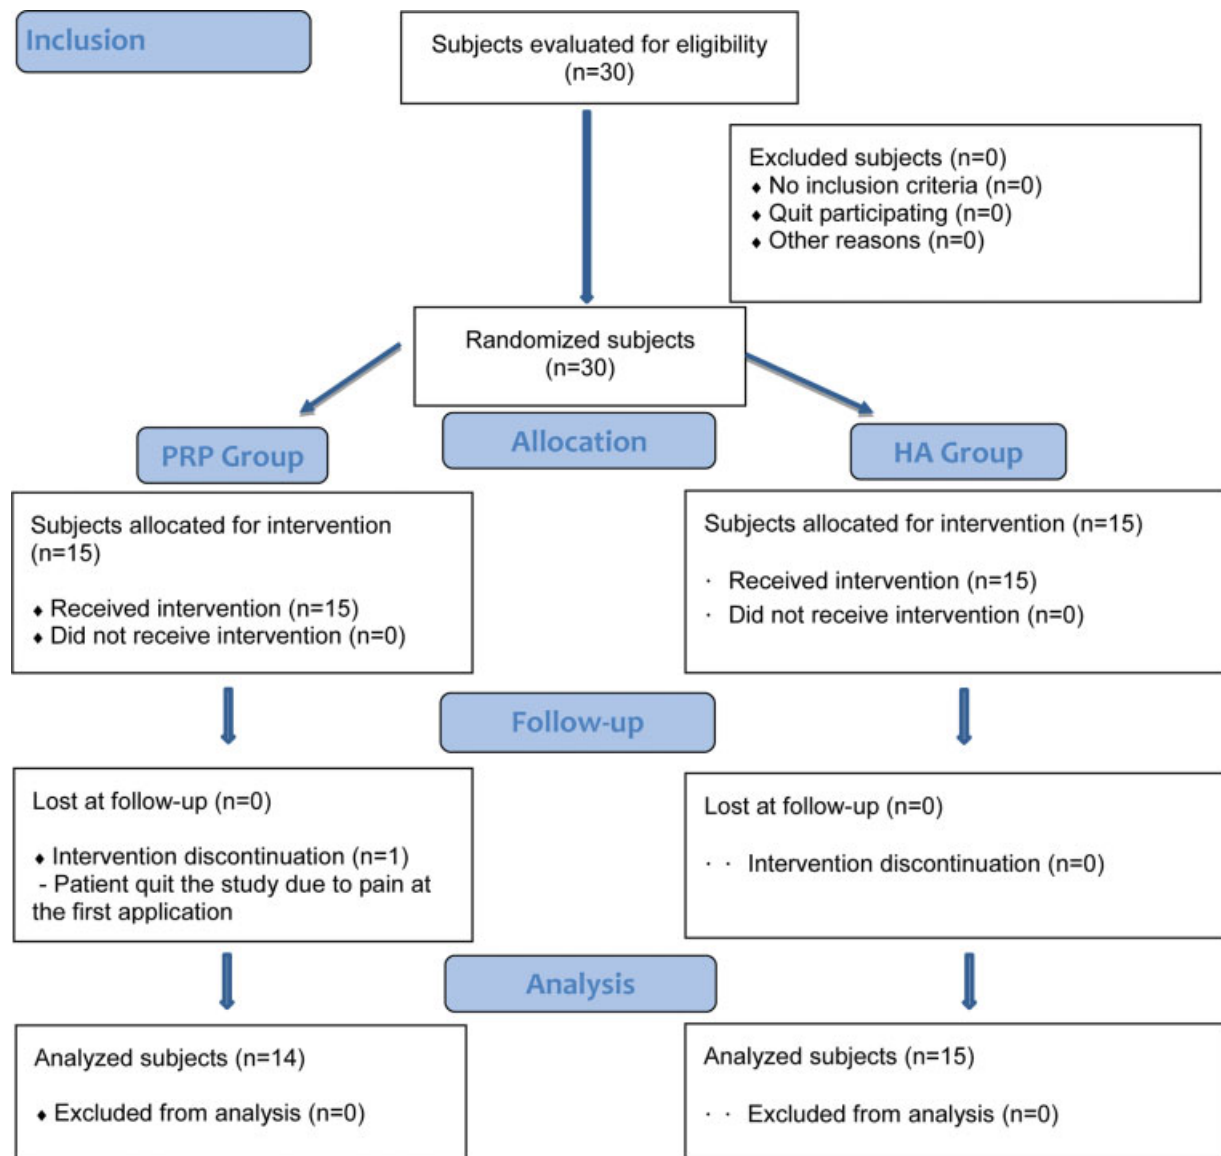 Inclusion
Subjects evaluated for eligibility
(n=30)
Excluded subjects (n=0)
♦ No inclusion criteria (n=0)
♦ Quit participating (n=0)
♦ Other reasons (n=0)
Randomized subjects
(n=30)
Allocation
PRP Group
HA Group
Subjects allocated for intervention
(n=15)
♦ Received intervention (n=15)
♦ Did not receive intervention (n=0)
Subjects allocated for intervention (n=15)
· Received intervention (n=15)
· Did not receive intervention (n=0)
Follow-up
Lost at follow-up (n=0)
♦ Intervention discontinuation (n=1)
- Patient quit the study due to pain at
the first application
Lost at follow-up (n=0)
· · Intervention discontinuation (n=0)
Analysis
Analyzed subjects (n=14)
♦ Excluded from analysis (n=0)
Analyzed subjects (n=15)
· · Excluded from analysis (n=0)